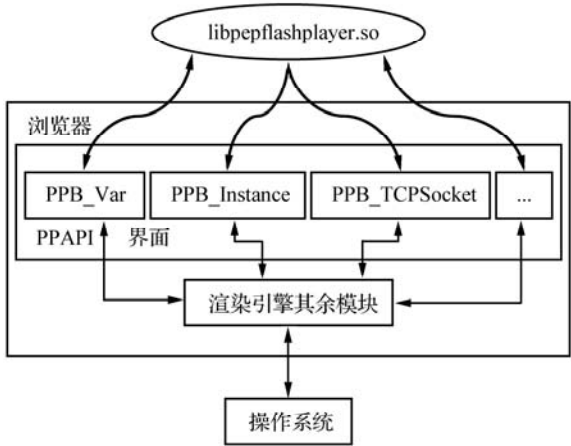 libpepflashplayer.so
浏览器
PPB_Var
PPB_Instance
PPB_TCPSocket
...
PPAPI 界面
渲染引擎其余模块
操作系统